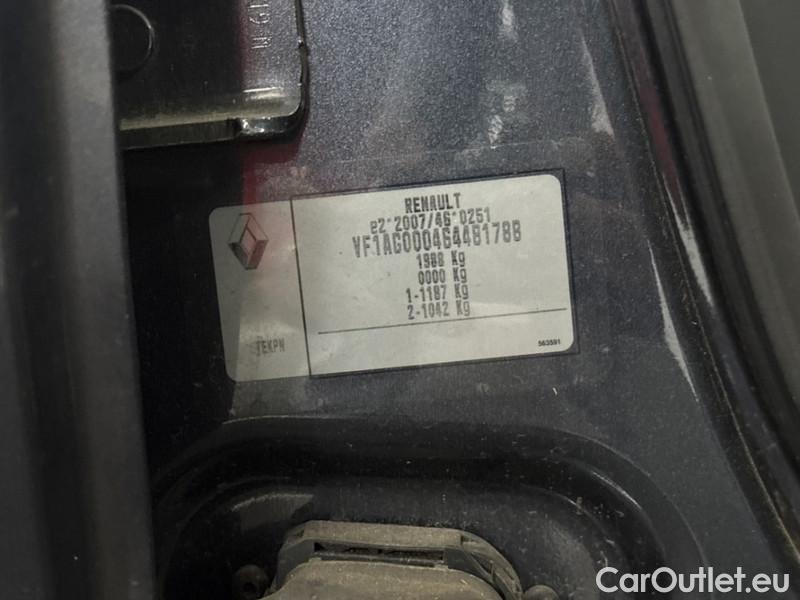 RENAULT
e2*2007/46*0251
VF1AG000464481788
1988 Kg
0000 Kg
1-1187 Kg
2-1042 Kg
TEKPN
563591
CarOutlet.eu